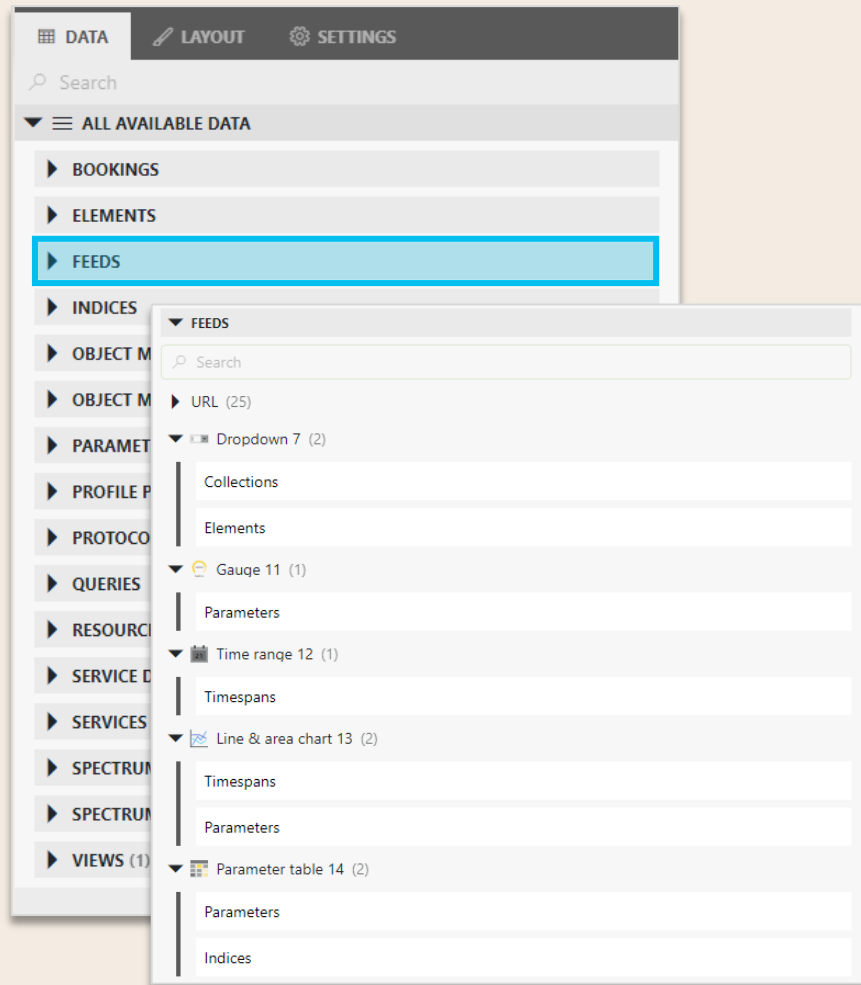 DATA LAYOUT SETTINGS
Search
ALL AVAILABLE DATA
BOOKINGS
ELEMENTS
FEEDS
INDICES
OBJECT M
OBJECT M
PARAMET
PROFILE P
PROTOCO
QUERIES
RESOURC
SERVICE D
SERVICES
SPECTRUM
SPECTRUM
VIEWS (1)
FEEDS
Search
URL (25)
Dropdown 7 (2)
Collections
Elements
Gauge 11 (1)
Parameters
Time range 12 (1)
Timespans
Line & area chart 13 (2)
Timespans
Parameters
Parameter table 14 (2)
Parameters
Indices